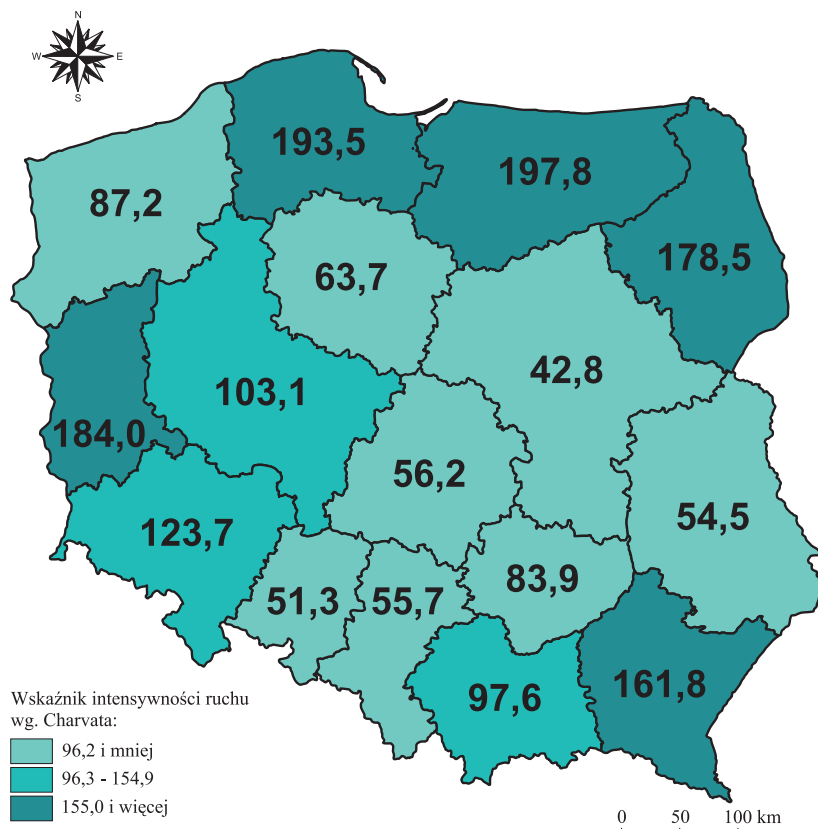 N
W E
S
193,5
197,8
87,2
178,5
63,7
42,8
103,1
184,0
56,2
54,5
123,7
83,9
51,3 55,7
161,8
97,6
Wskaźnik intensywności ruchu
wg. Charvata:
96,2 i mniej
96,3 - 154,9
155,0 i więcej
0 50 100 km